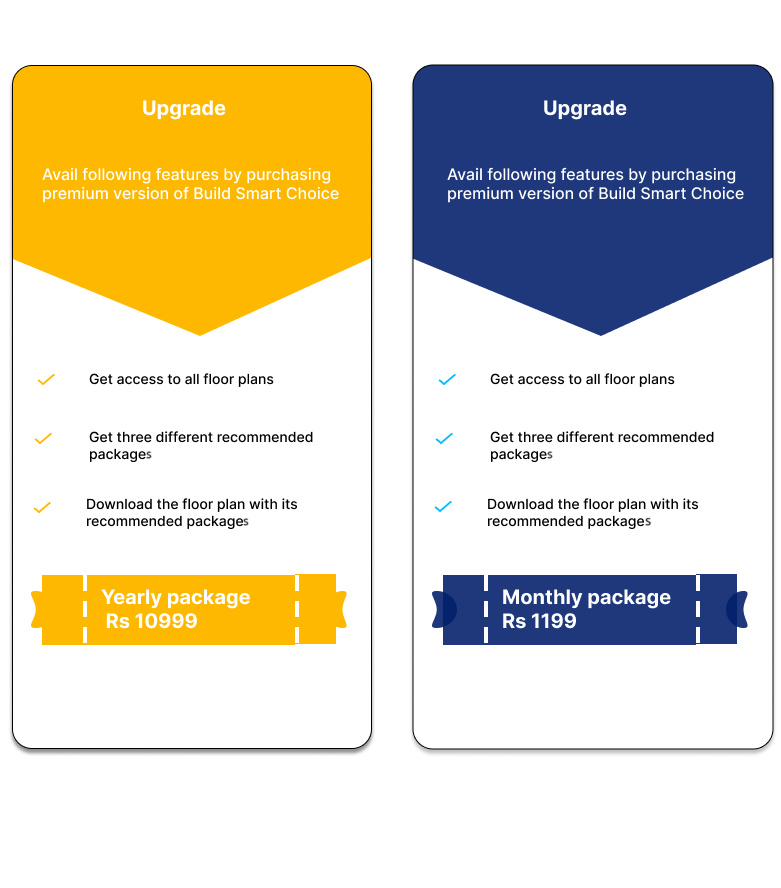 Upgrade
Avail following features by purchasing
premium version of Build Smart Choice
Get access to all floor plans
Get three different recommended
packages
Download the floor plan with its
recommended packages
Yearly package
Rs 10999
Upgrade
Avail following features by purchasing
premium version of Build Smart Choice
Get access to all floor plans
Get three different recommended
packages
Download the floor plan with its
recommended packages
Monthly package
Rs 1199